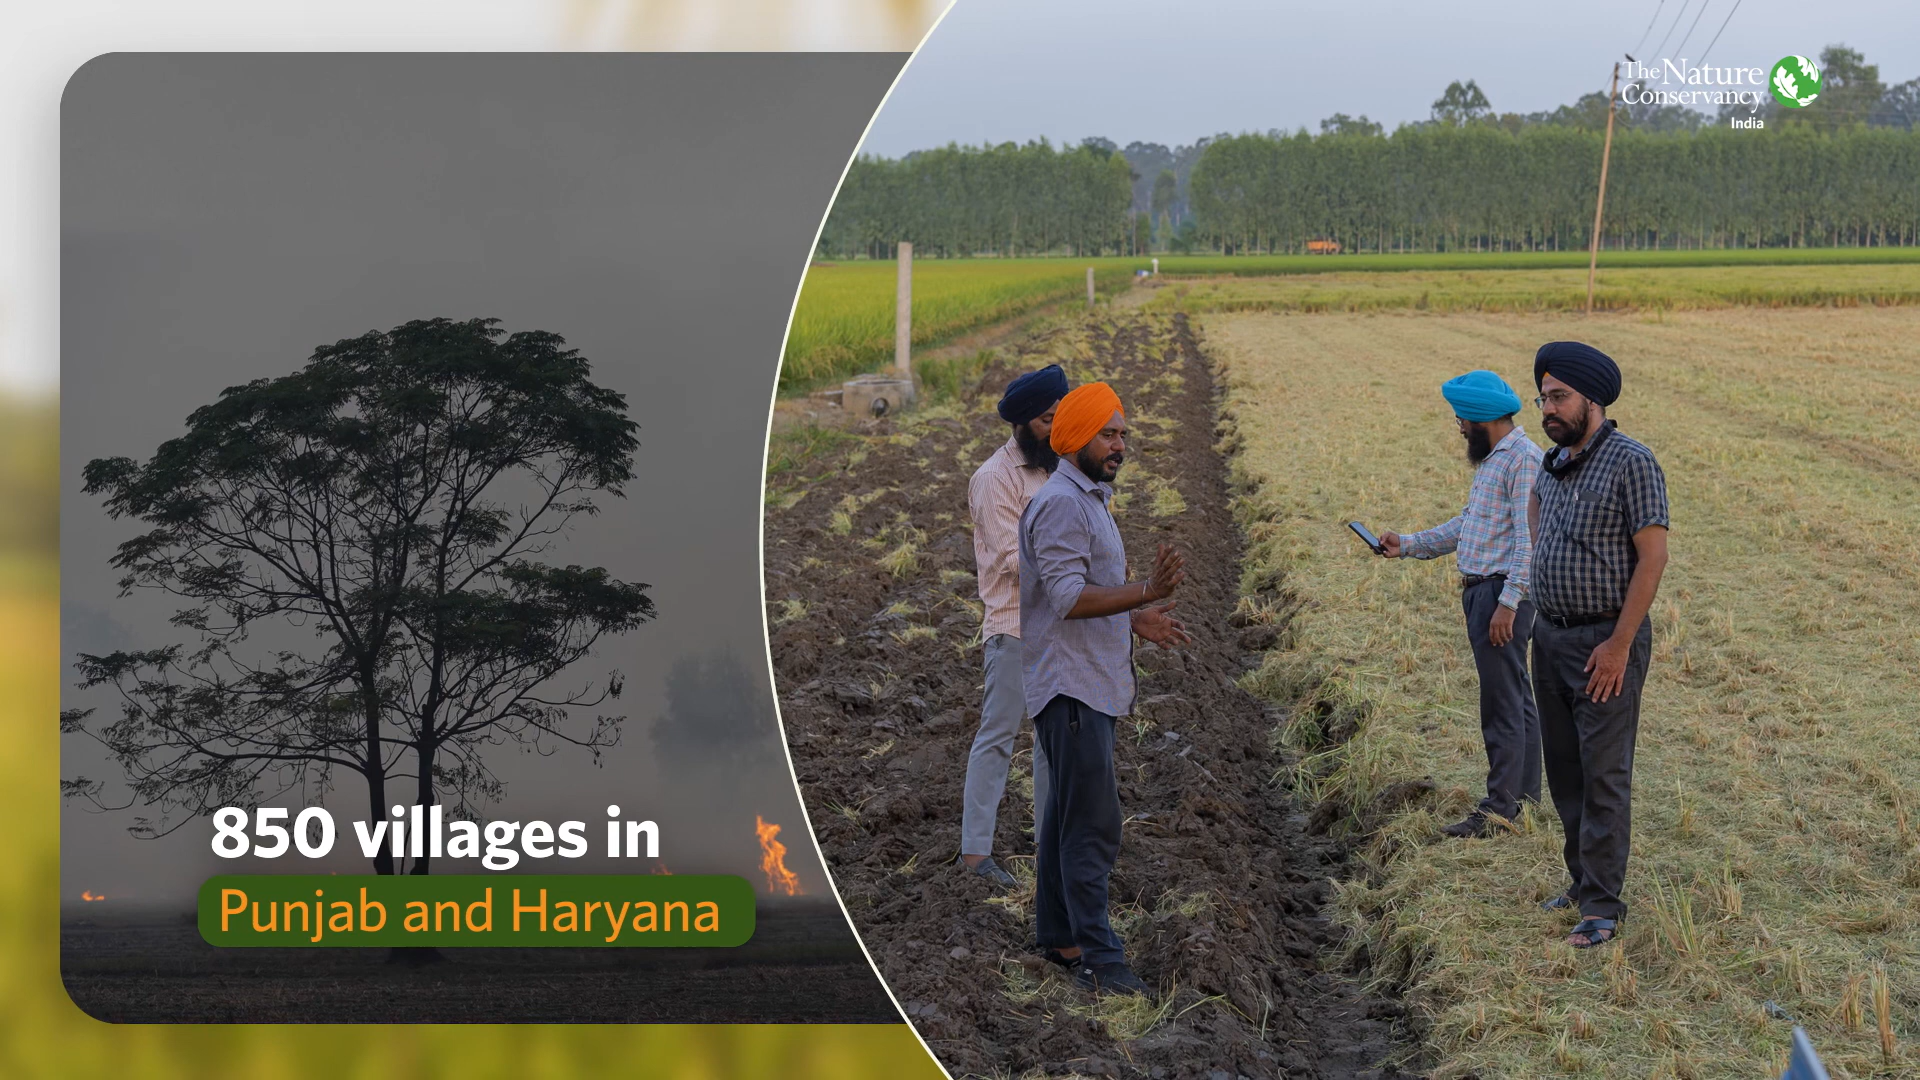 The Nature
Conservancy
India
850 villages in
Punjab and Haryana